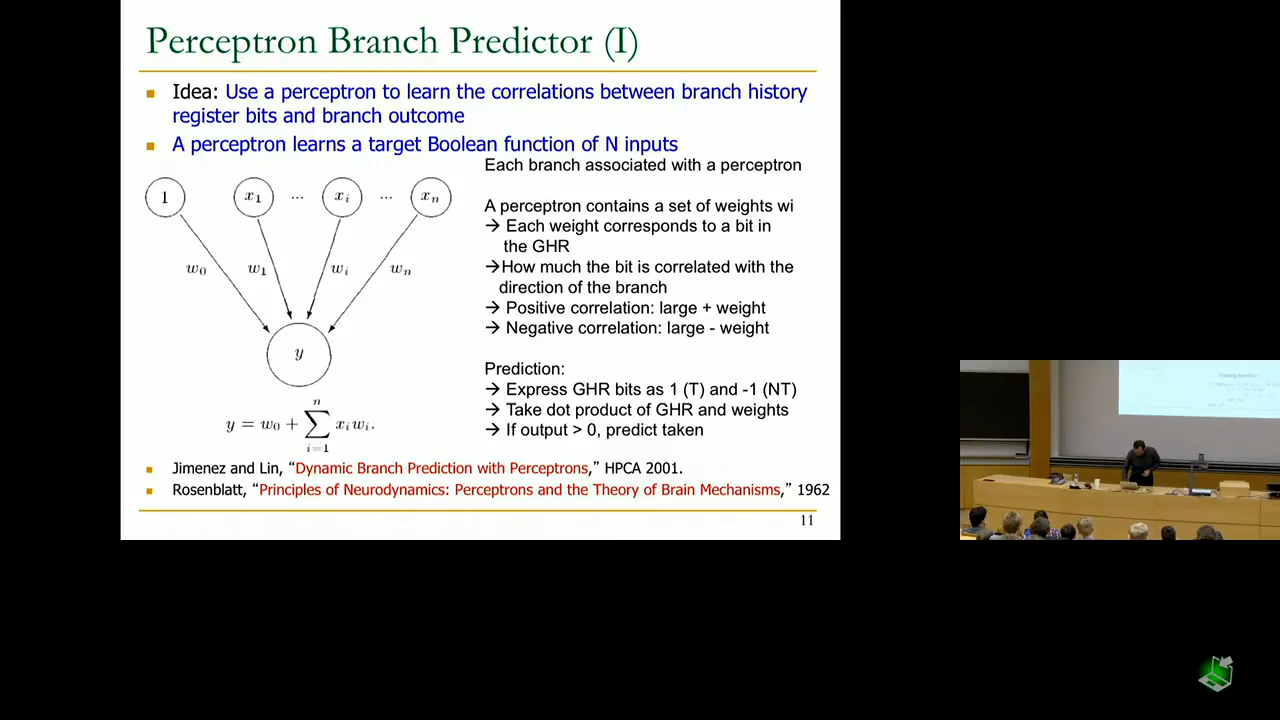 Perceptron Branch Predictor (I)
Idea: Use a perceptron to learn the correlations between branch history
register bits and branch outcome
A perceptron learns a target Boolean function of N inputs
Each branch associated with a perceptron
A perceptron contains a set of weights wi
→ Each weight corresponds to a bit in
the GHR
→How much the bit is correlated with the
direction of the branch
→ Positive correlation: large + weight
→ Negative correlation: large - weight
Prediction:
→ Express GHR bits as 1 (T) and -1 (NT)
→ Take dot product of GHR and weights
→ If output > 0, predict taken
1 x₁ ... xᵢ ... xₙ
w₀ w₁ wᵢ wₙ
y
y = w₀ + ∑ᵢ₌₁ⁿ xᵢwᵢ.
Jimenez and Lin, “Dynamic Branch Prediction with Perceptrons,” HPCA 2001.
Rosenblatt, “Principles of Neurodynamics: Perceptrons and the Theory of Brain Mechanisms,” 1962
11